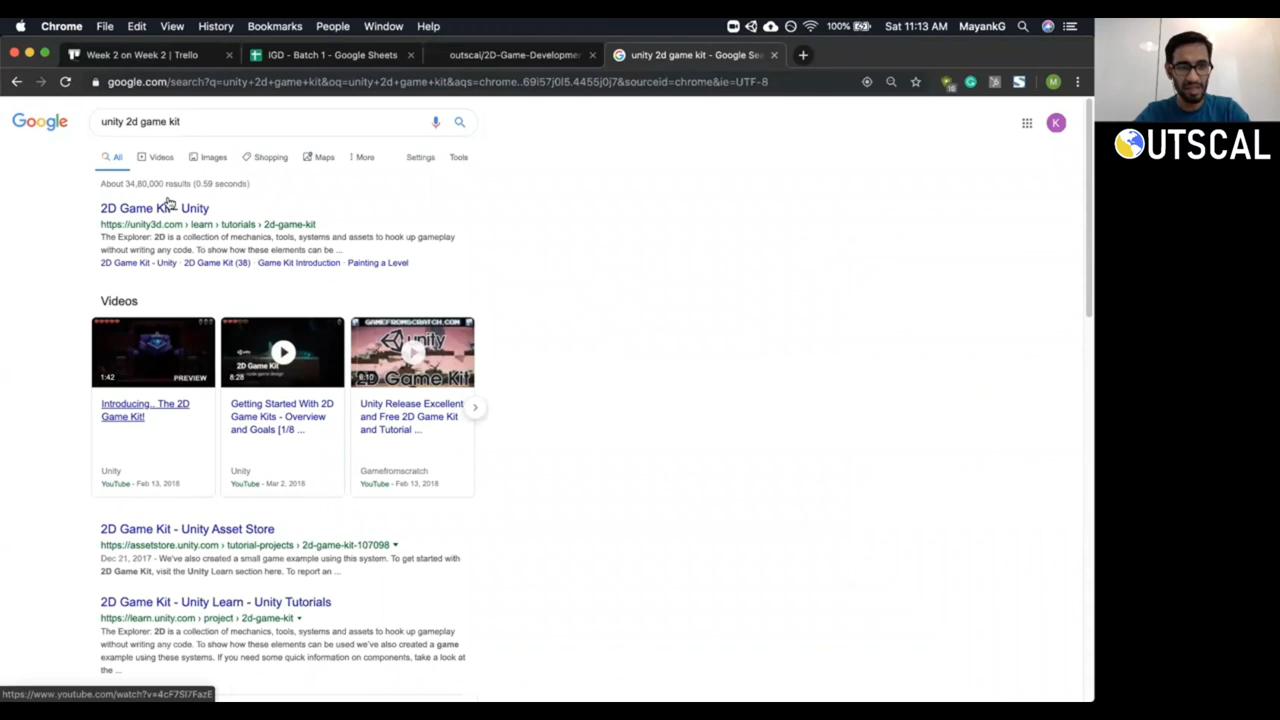 Chrome File Edit View History Bookmarks People Window Help 100% Sat 11:13 AM MayankG
Week 2 on Week 2 | Trello IGD - Batch 1 - Google Sheets outscal/2D-Game-Developmen unity 2d game kit - Google Sea
google.com/search?q=unity+2d+game+kit&oq=unity+2d+game+kit&aqs=chrome..69i57j0l5.4455j0j7&sourceid=chrome&ie=UTF-8
Google unity 2d game kit K
All Videos Images Shopping Maps More Settings Tools
About 34,80,000 results (0.59 seconds)
2D Game Kit - Unity
https://unity3d.com › learn › tutorials › 2d-game-kit
The Explorer: 2D is a collection of mechanics, tools, systems and assets to hook up gameplay
without writing any code. To show how these elements can be ...
2D Game Kit - Unity · 2D Game Kit (38) · Game Kit Introduction · Painting a Level
Videos
1:42 PREVIEW
Introducing.. The 2D
Game Kit!
Unity
YouTube - Feb 13, 2018
unity
2D Game Kit
8:28
Getting Started With 2D
Game Kits - Overview
and Goals [1/8 ...
Unity
YouTube - Mar 2, 2018
GAMEFROMSCRATCH.COM
unity
2D Game Kit
Unity Release Excellent
and Free 2D Game Kit
and Tutorial ...
Gamefromscratch
YouTube - Feb 13, 2018
2D Game Kit - Unity Asset Store
https://assetstore.unity.com › tutorial-projects › 2d-game-kit-107098
Dec 21, 2017 - We've also created a small game example using this system. To get started with
2D Game Kit, visit the Unity Learn section here. To report an ...
2D Game Kit - Unity Learn - Unity Tutorials
https://learn.unity.com › project › 2d-game-kit
The Explorer: 2D is a collection of mechanics, tools, systems and assets to hook up gameplay
without writing any code. To show how these elements can be used we've also created a game
example using these systems. If you need some quick information on components, take a look at
the ...
OUTSCAL